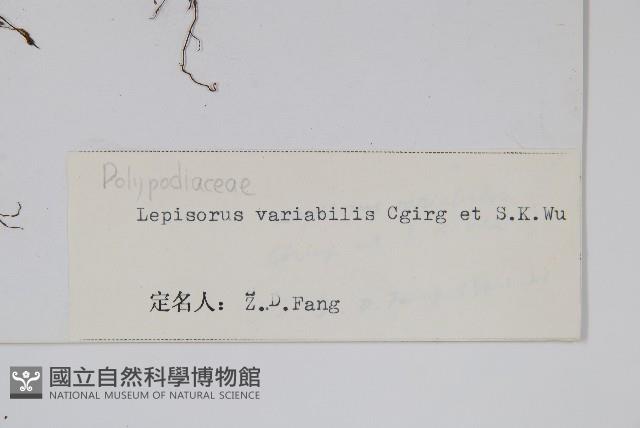 Polypodiaceae
Lepisorus variabilis Cgirg et S.K.Wu
定名人: Z.D.Fang
國立自然科學博物館
NATIONAL MUSEUM OF NATURAL SCIENCE